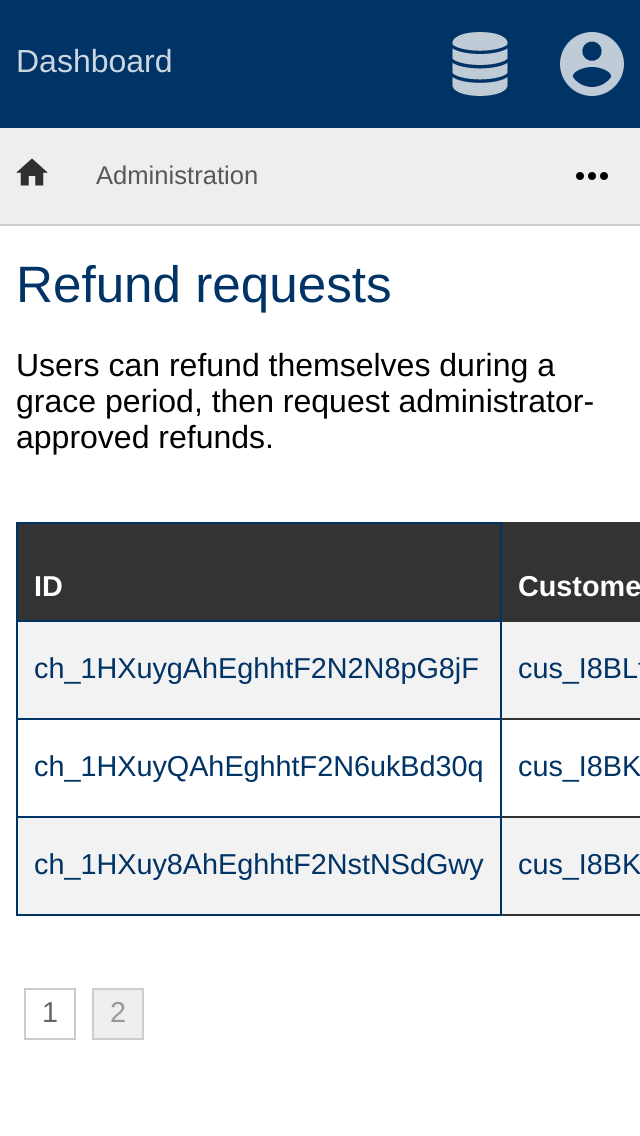 Dashboard
Administration
Refund requests
Users can refund themselves during a
grace period, then request administrator-
approved refunds.
ID
ch_1HXuygAhEghhtF2N2N8pG8jF cus_I8BL
ch_1HXuyQAhEghhtF2N6ukBd30q cus_I8BK
ch_1HXuy8AhEghhtF2NstNSdGwy cus_I8BK
1 2